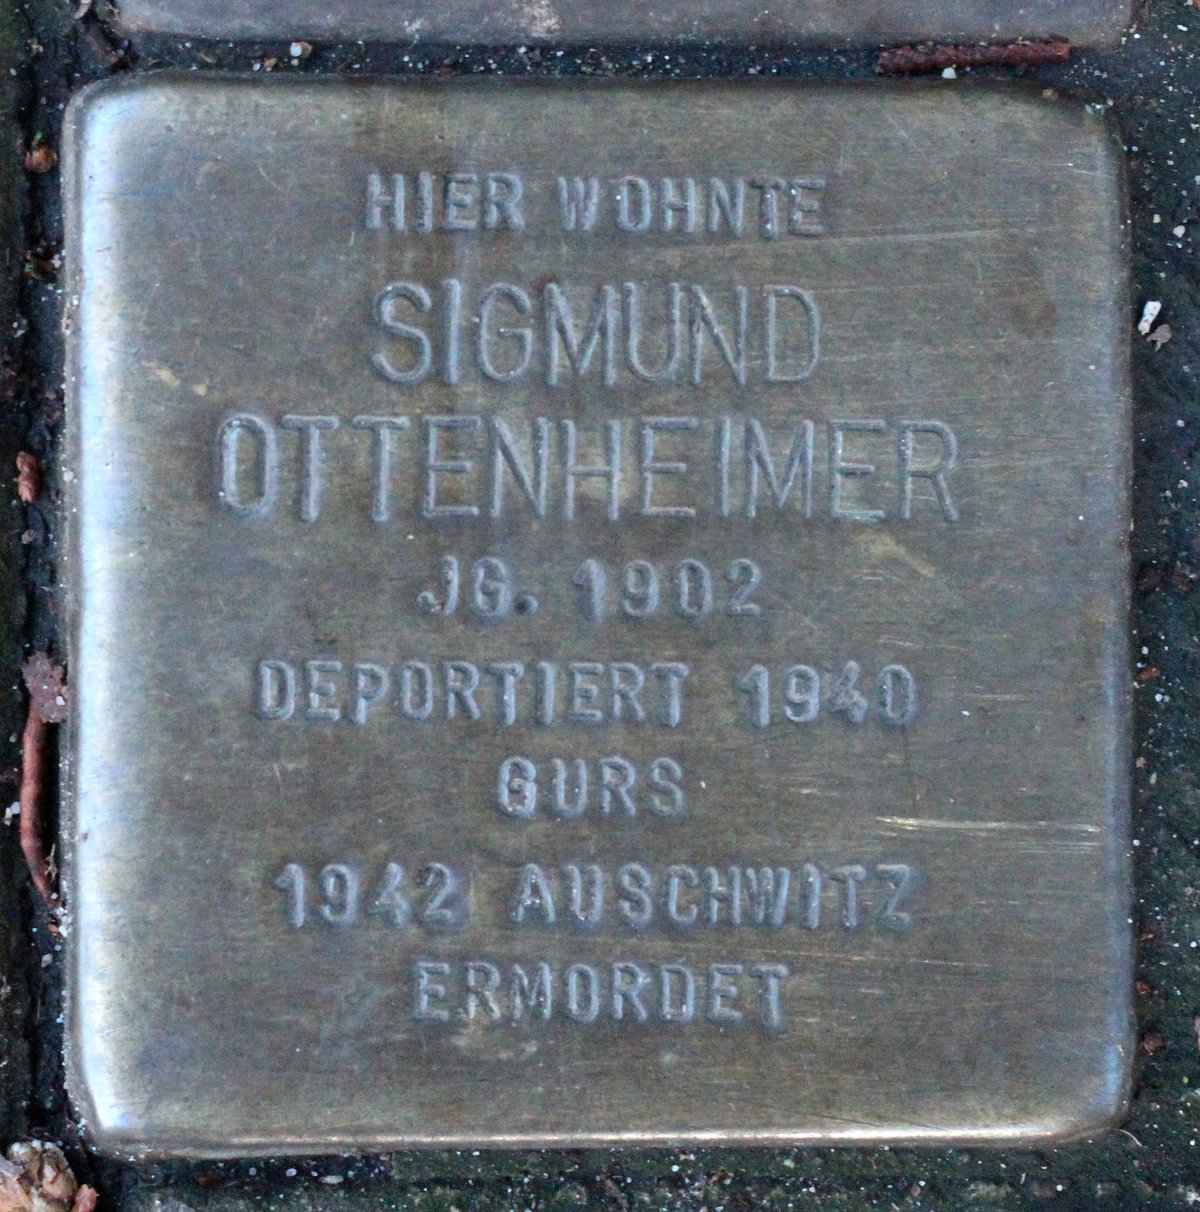 HIER WOHNTE
SIGMUND
OTTENHEIMER
JG. 1902
DEPORTIERT 1940
GURS
1942 AUSCHWITZ
ERMORDET